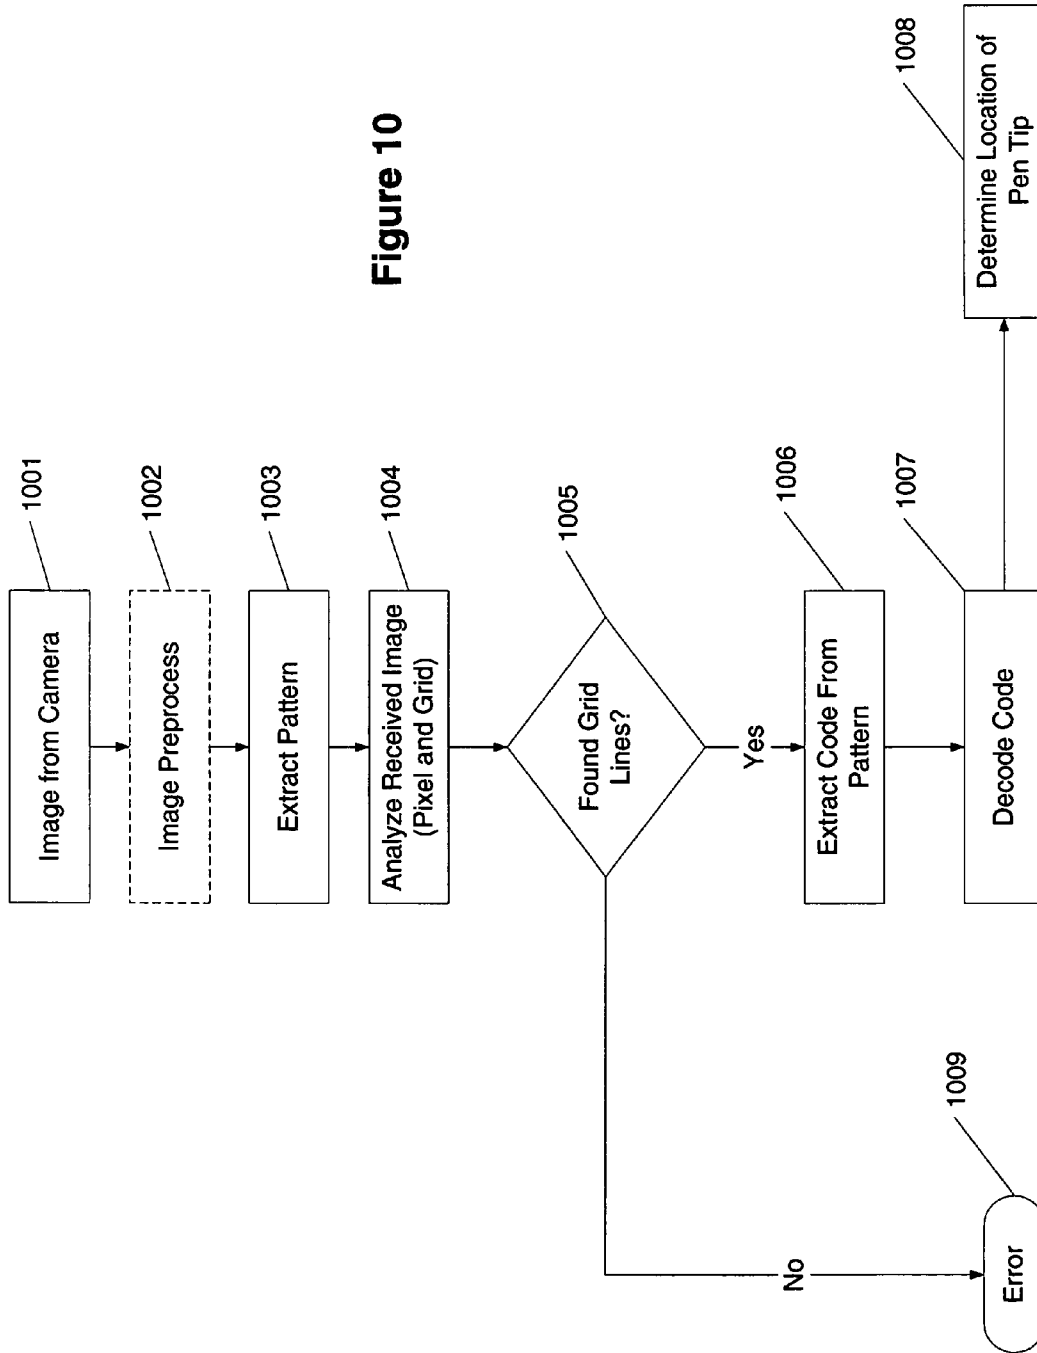 Figure 10
Image from Camera
1001
Image Preprocess
1002
Extract Pattern
1003
Analyze Received Image
(Pixel and Grid)
1004
Found Grid
Lines?
1005
Yes
No
Extract Code From
Pattern
1006
Decode Code
1007
Determine Location of
Pen Tip
1008
Error
1009